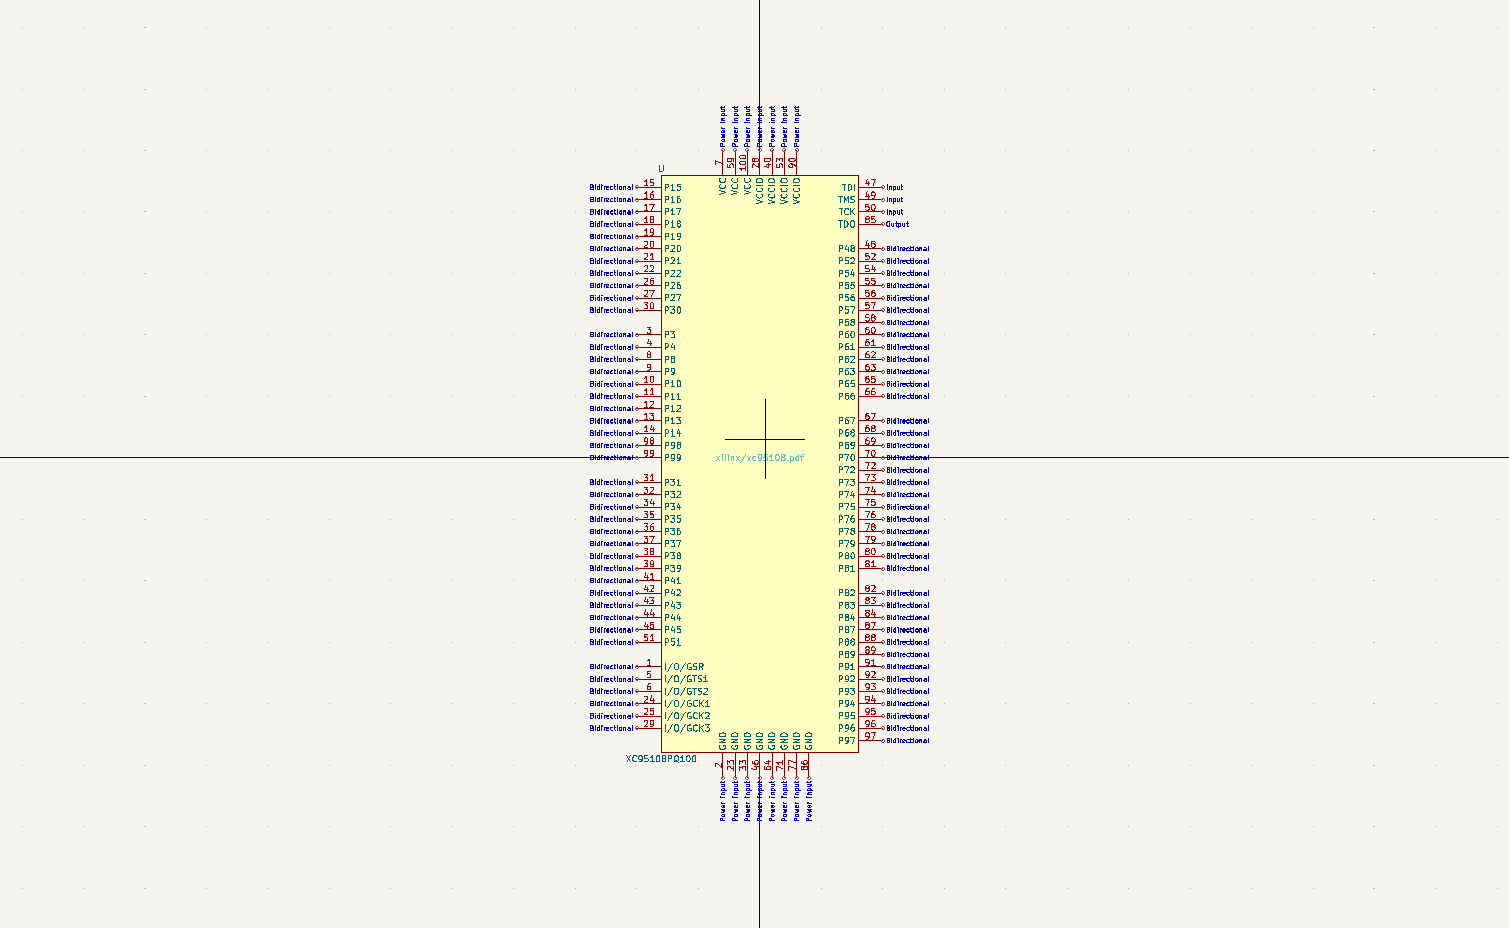 Power Input Power Input Power Input Power Input Power Input Power Input Power Input
7 59 100 28 40 53 90
U
VCC VCC VCC VCCIO VCCIO VCCIO VCCIO
Bidirectional 15 P15 TDI 47 Input
Bidirectional 16 P16 TMS 49 Input
Bidirectional 17 P17 TCK 50 Input
Bidirectional 18 P18 TDO 85 Output
Bidirectional 19 P19
Bidirectional 20 P20 P48 48 Bidirectional
Bidirectional 21 P21 P52 52 Bidirectional
Bidirectional 22 P22 P54 54 Bidirectional
Bidirectional 26 P26 P55 55 Bidirectional
Bidirectional 27 P27 P56 56 Bidirectional
Bidirectional 30 P30 P57 57 Bidirectional
P58 58 Bidirectional
Bidirectional 3 P3 P60 60 Bidirectional
Bidirectional 4 P4 P61 61 Bidirectional
Bidirectional 8 P8 P62 62 Bidirectional
Bidirectional 9 P9 P63 63 Bidirectional
Bidirectional 10 P10 P65 65 Bidirectional
Bidirectional 11 P11 P66 66 Bidirectional
Bidirectional 12 P12
Bidirectional 13 P13 P67 67 Bidirectional
Bidirectional 14 P14 P68 68 Bidirectional
Bidirectional 98 P98 P69 69 Bidirectional
Bidirectional 99 P99 xilinx/xc95108.pdf P70 70 Bidirectional
P72 72 Bidirectional
Bidirectional 31 P31 P73 73 Bidirectional
Bidirectional 32 P32 P74 74 Bidirectional
Bidirectional 34 P34 P75 75 Bidirectional
Bidirectional 35 P35 P76 76 Bidirectional
Bidirectional 36 P36 P78 78 Bidirectional
Bidirectional 37 P37 P79 79 Bidirectional
Bidirectional 38 P38 P80 80 Bidirectional
Bidirectional 39 P39 P81 81 Bidirectional
Bidirectional 41 P41
Bidirectional 42 P42 P82 82 Bidirectional
Bidirectional 43 P43 P83 83 Bidirectional
Bidirectional 44 P44 P84 84 Bidirectional
Bidirectional 45 P45 P87 87 Bidirectional
Bidirectional 51 P51 P88 88 Bidirectional
P89 89 Bidirectional
Bidirectional 1 I/O/GSR P91 91 Bidirectional
Bidirectional 5 I/O/GTS1 P92 92 Bidirectional
Bidirectional 6 I/O/GTS2 P93 93 Bidirectional
Bidirectional 24 I/O/GCK1 P94 94 Bidirectional
Bidirectional 25 I/O/GCK2 P95 95 Bidirectional
Bidirectional 29 I/O/GCK3 P96 96 Bidirectional
P97 97 Bidirectional
GND GND GND GND GND GND GND GND
XC95108PQ100
2 23 33 46 64 71 77 86
Power Input Power Input Power Input Power Input Power Input Power Input Power Input Power Input